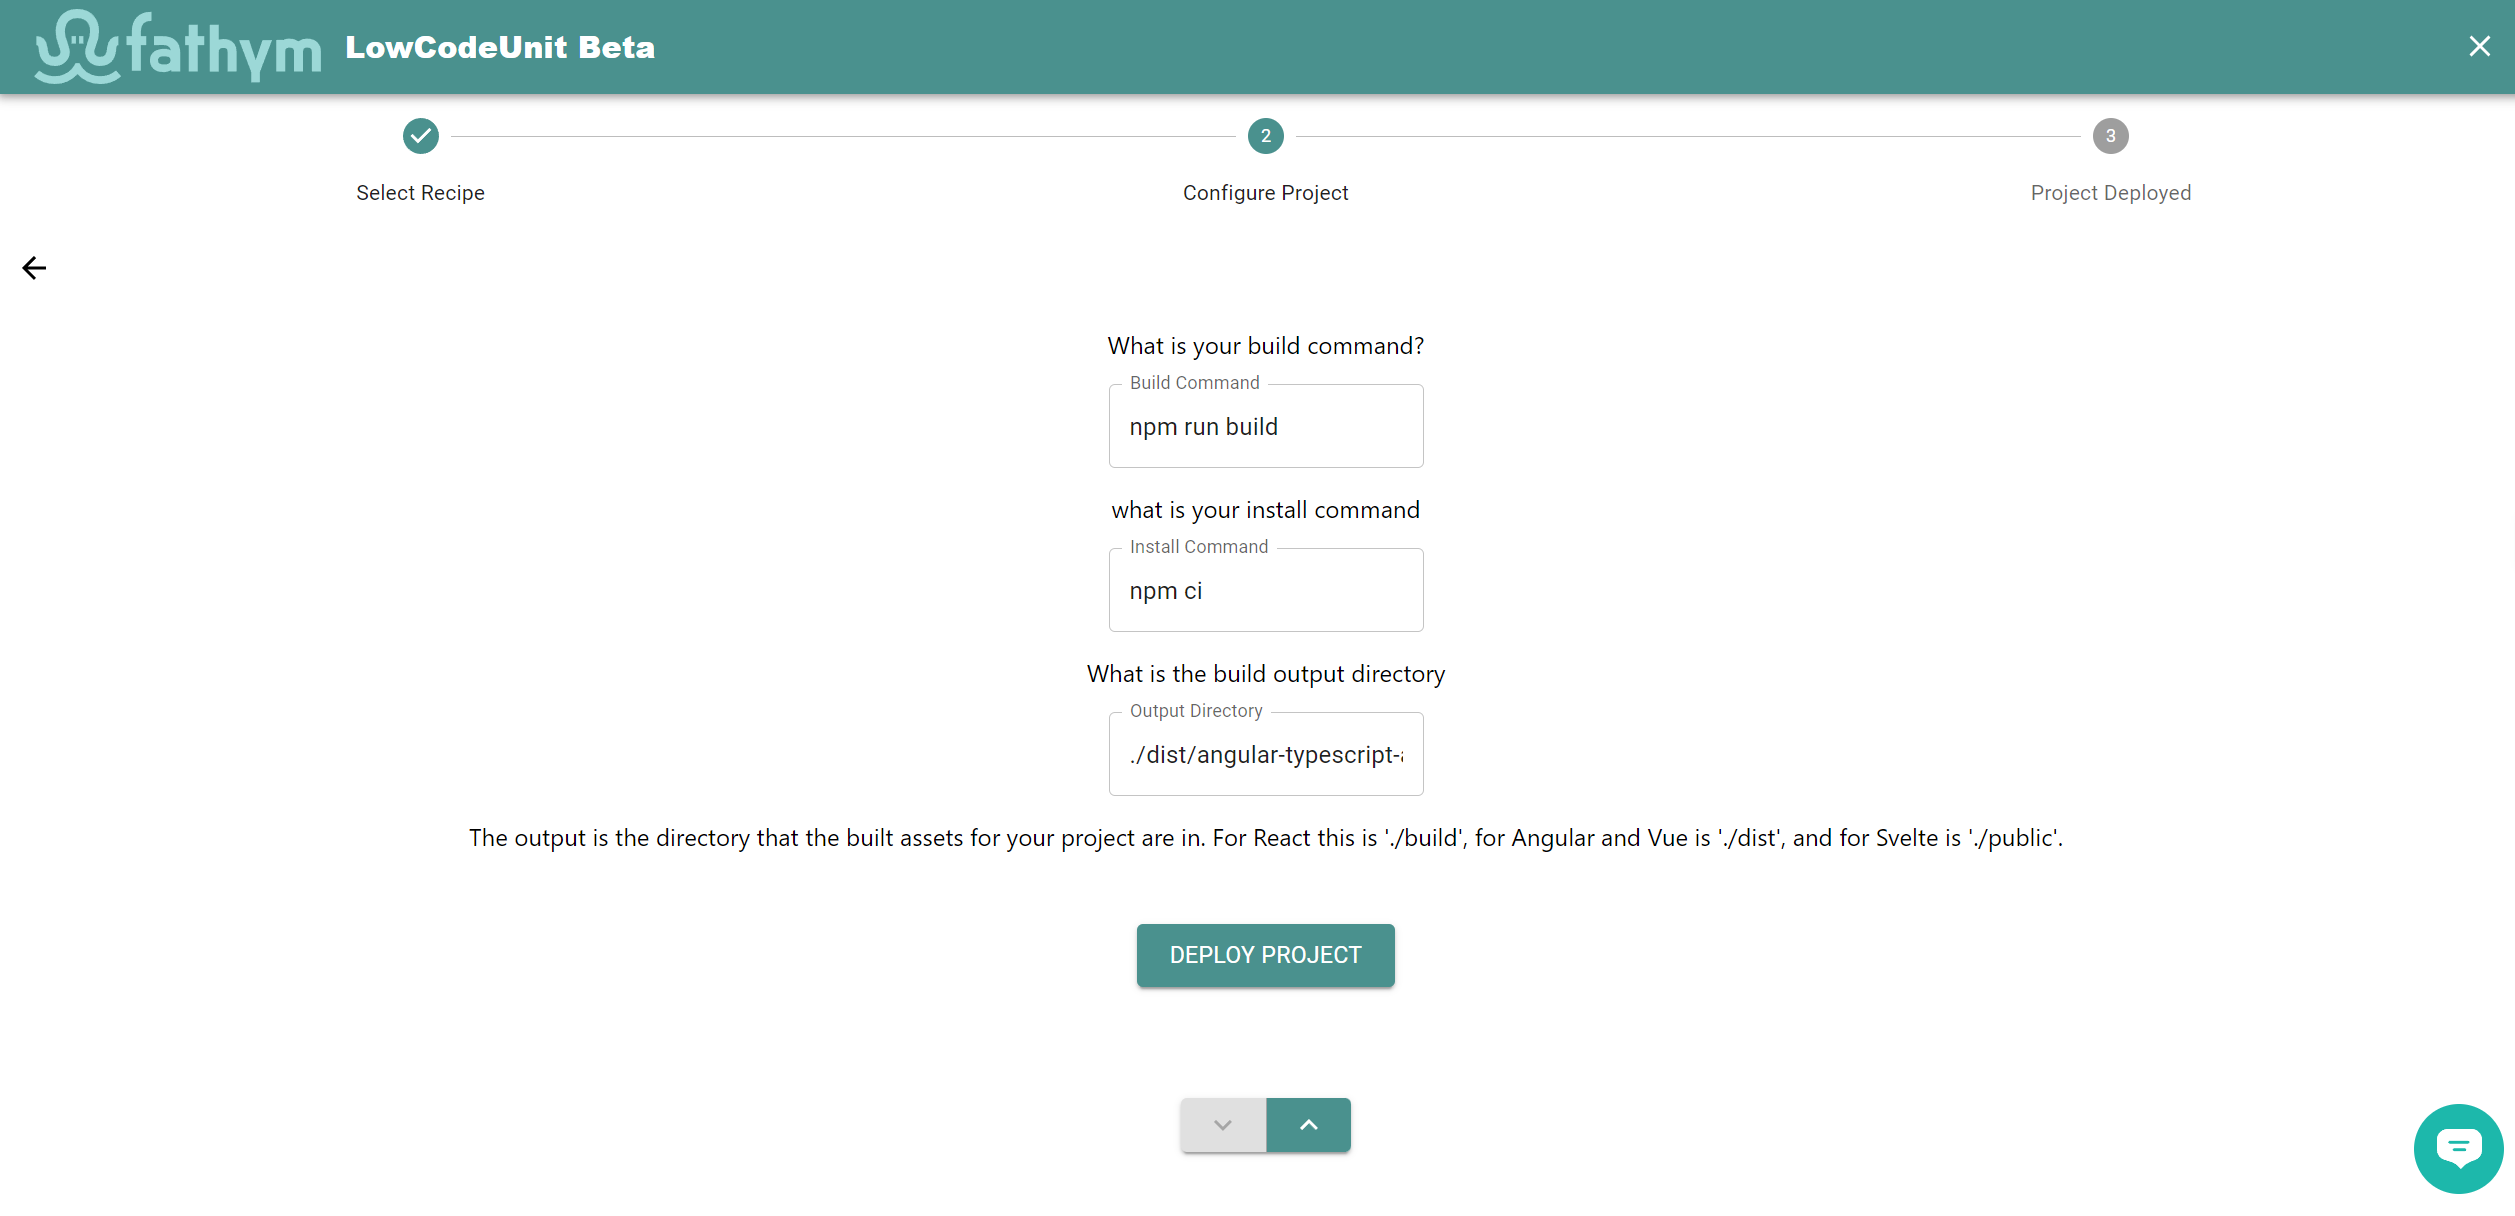 fathym LowCodeUnit Beta
2
3
Select Recipe
Configure Project
Project Deployed
What is your build command?
Build Command
npm run build
what is your install command
Install Command
npm ci
What is the build output directory
Output Directory
./dist/angular-typescript-
The output is the directory that the built assets for your project are in. For React this is './build', for Angular and Vue is './dist', and for Svelte is './public'.
DEPLOY PROJECT